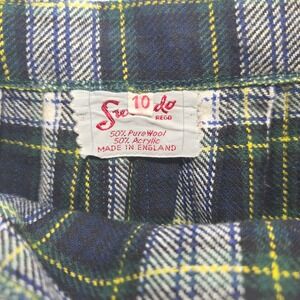 10
REGD
50% Pure Wool
50% Acrylic
MADE IN ENGLAND